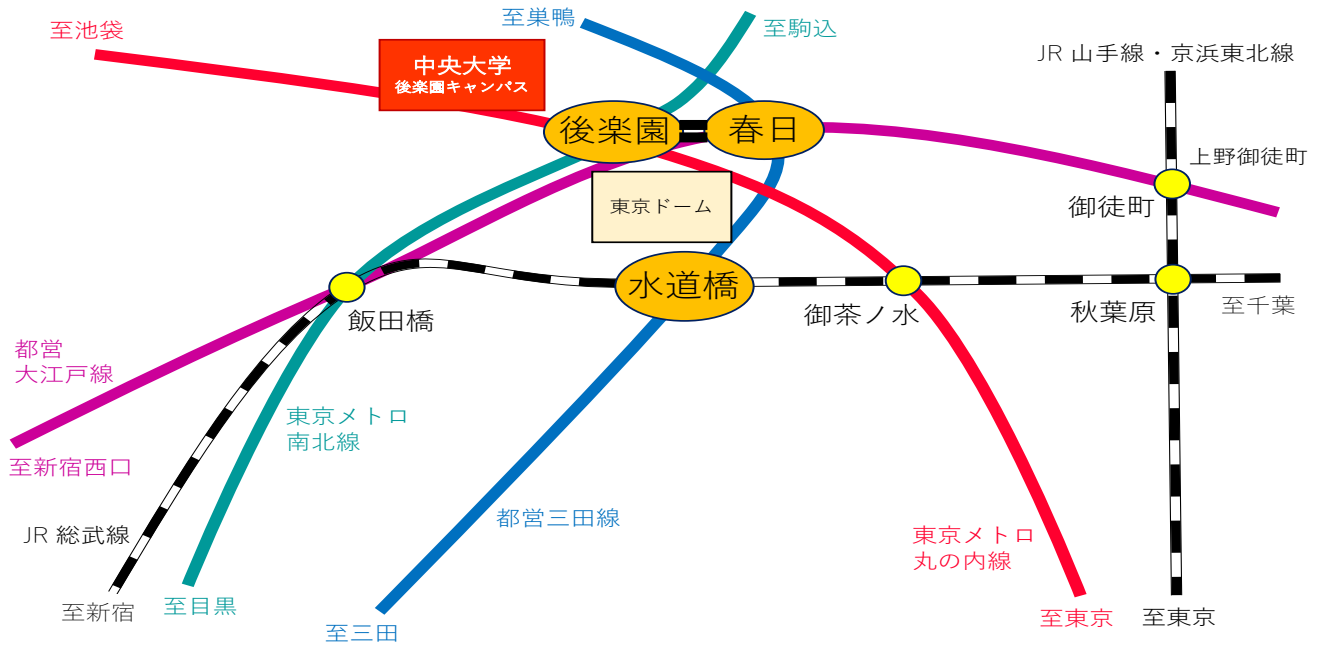 至池袋
至巣鴨
至駒込
JR 山手線・京浜東北線
中央大学
後楽園キャンパス
後楽園
春日
上野御徒町
御徒町
東京ドーム
水道橋
飯田橋
御茶ノ水
秋葉原
至千葉
都営
大江戸線
東京メトロ
南北線
至新宿西口
JR 総武線
都営三田線
東京メトロ
丸の内線
至新宿
至目黒
至三田
至東京
至東京